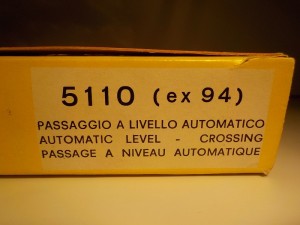 5110 (ex 94)
PASSAGGIO A LIVELLO AUTOMATICO
AUTOMATIC LEVEL - CROSSING
PASSAGE A NIVEAU AUTOMATIQUE